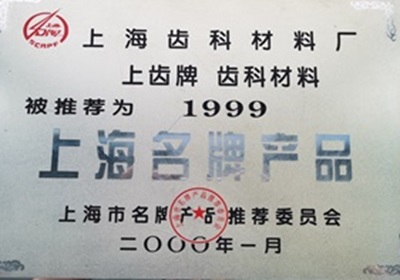 SCMPF
上海齿科材料厂
上齿牌 齿科材料
被推荐为 1999
上海名牌产品
上海市名牌产品推荐委员会
二〇〇〇年一月